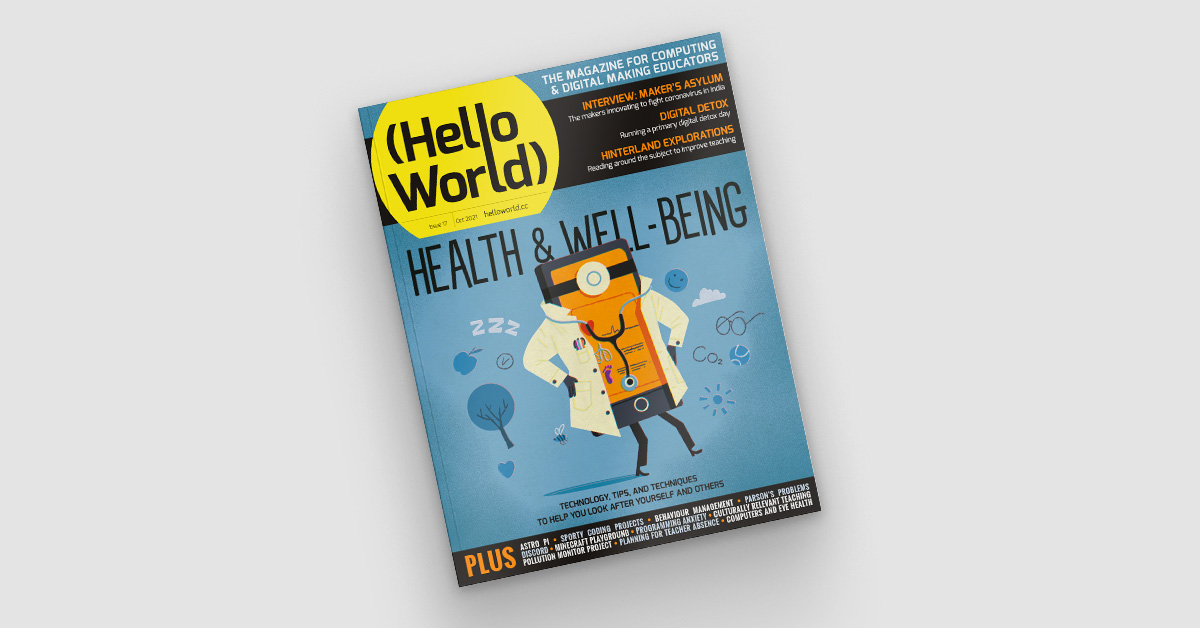 THE MAGAZINE FOR COMPUTING
& DIGITAL MAKING EDUCATORS
(Hello
World)
Issue 17 Oct 2021 helloworld.cc
INTERVIEW: MAKER'S ASYLUM
The makers innovating to fight coronavirus in India
DIGITAL DETOX
Running a primary digital detox day
HINTERLAND EXPLORATIONS
Reading around the subject to improve teaching
HEALTH & WELL-BEING
ZZZ
CO2
TECHNOLOGY, TIPS, AND TECHNIQUES
TO HELP YOU LOOK AFTER YOURSELF AND OTHERS
PLUS
ASTRO PI • SPORTY CODING PROJECTS • BEHAVIOUR MANAGEMENT • PARSON'S PROBLEMS
DISCORD • MINECRAFT PLAYGROUND • PROGRAMMING ANXIETY • CULTURALLY RELEVANT TEACHING
POLLUTION MONITOR PROJECT • PLANNING FOR TEACHER ABSENCE • COMPUTERS AND EYE HEALTH